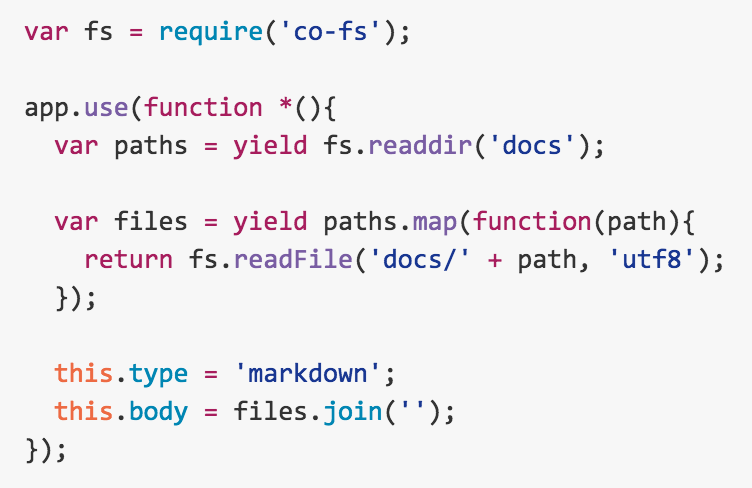 var fs = require('co-fs');

app.use(function *(){
  var paths = yield fs.readdir('docs');

  var files = yield paths.map(function(path){
    return fs.readFile('docs/' + path, 'utf8');
  });

  this.type = 'markdown';
  this.body = files.join('');
});